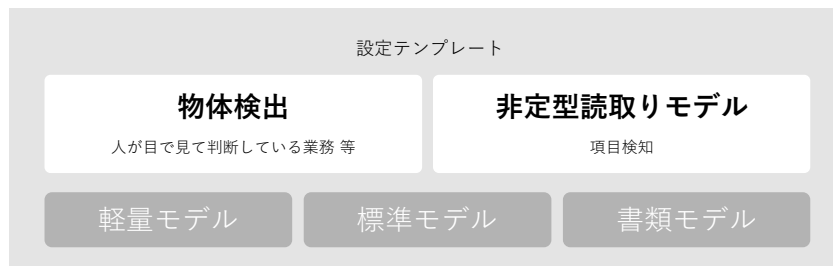 設定テンプレート
物体検出
人が目で見て判断している業務 等
非定型読取りモデル
項目検知
軽量モデル
標準モデル
書類モデル